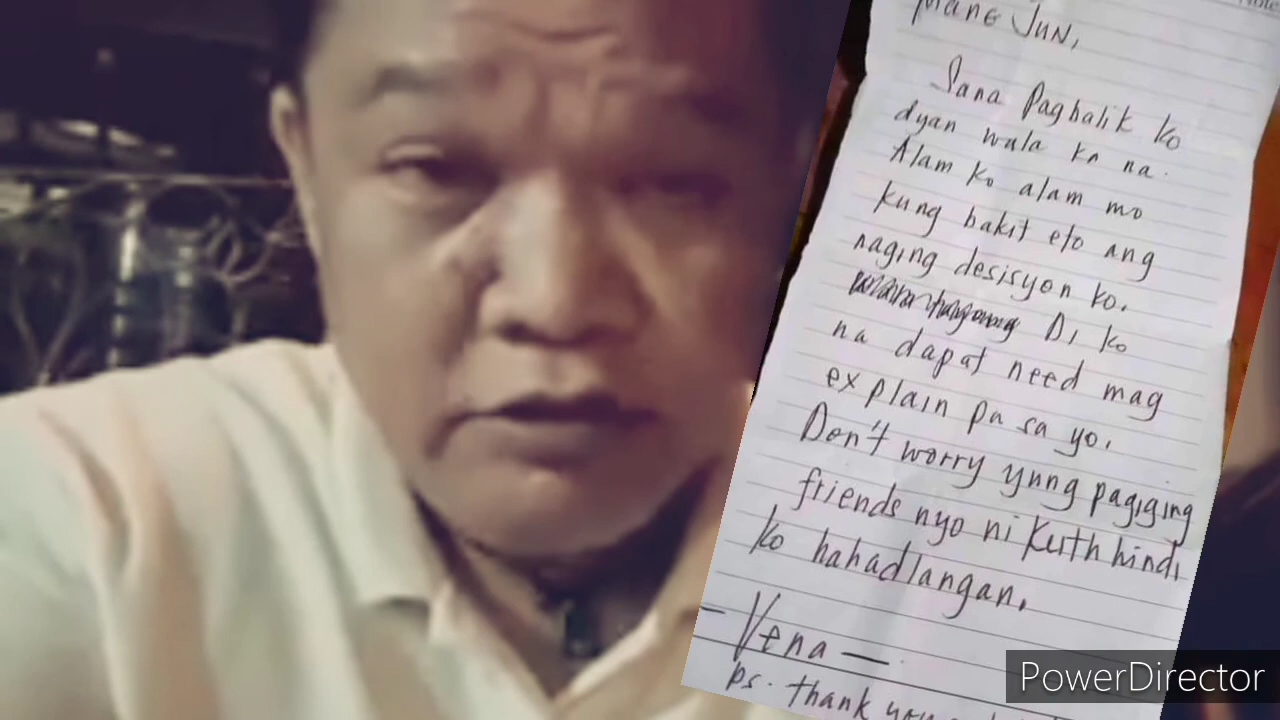 Mang Jun,
Sana Pagbalik ko
dyan wala ka na.
Alam ko alam mo
kung bakit eto ang
naging desisyon ko.
Di ko
na dapat need mag
explain pa sa yo.
Don't worry yung pagiging
friends nyo ni Keith hindi
ko hahadlangan.
- Vena -
ps. thank you
PowerDirector